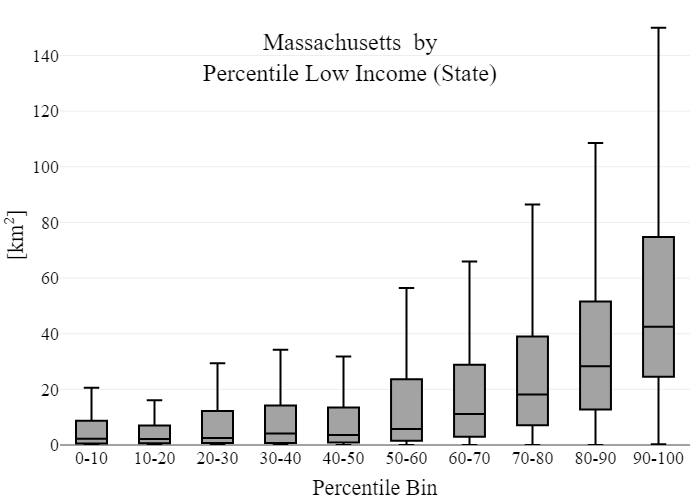 Massachusetts by
Percentile Low Income (State)
[km²]
140
120
100
80
60
40
20
0
0-10 10-20 20-30 30-40 40-50 50-60 60-70 70-80 80-90 90-100
Percentile Bin